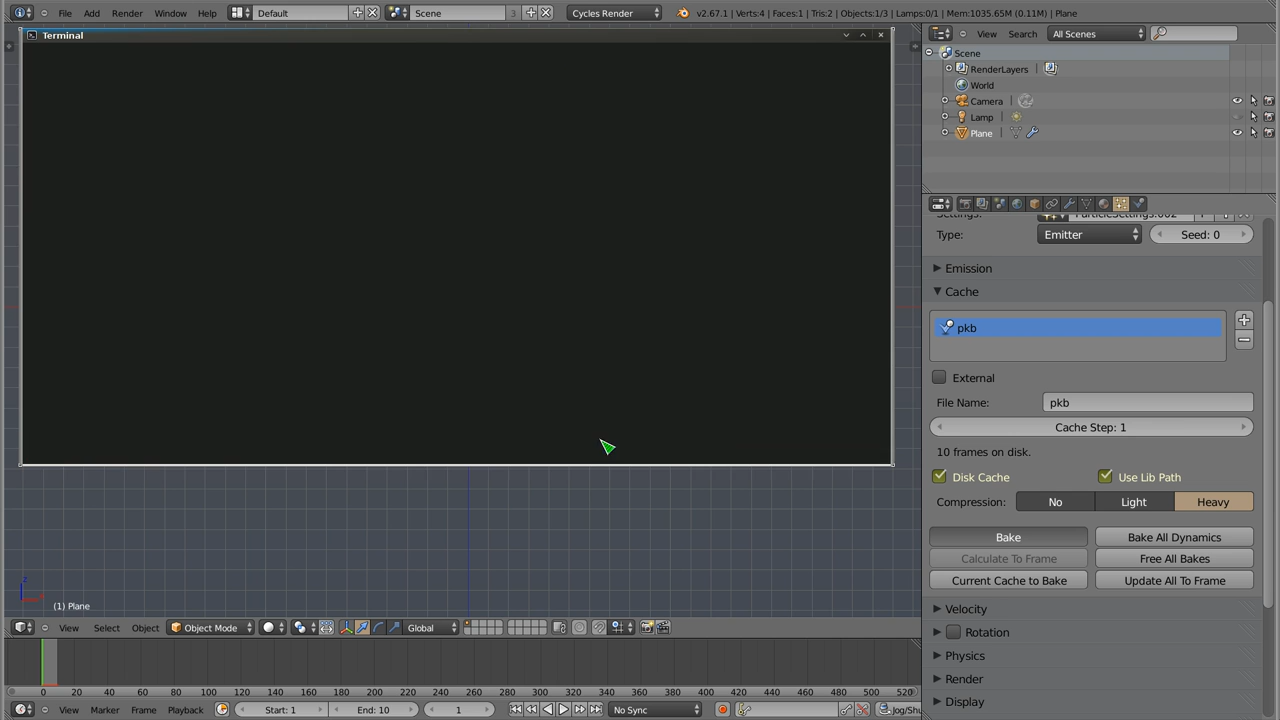 File Add Render Window Help Default Scene 3 Cycles Render v2.67.1 | Verts:4 | Faces:1 | Tris:2 | Objects:1/3 | Lamps:0/1 | Mem:1035.65M (0.11M) | Plane
Terminal
View Search All Scenes
Scene
RenderLayers
World
Camera
Lamp
Plane
Settings: ParticleSettings.002
Type: Emitter Seed: 0
Emission
Cache
pkb
External
File Name: pkb
Cache Step: 1
10 frames on disk.
Disk Cache Use Lib Path
Compression: No Light Heavy
Bake Bake All Dynamics
Calculate To Frame Free All Bakes
Current Cache to Bake Update All To Frame
Velocity
Rotation
Physics
Render
Display
z
(1) Plane
View Select Object Object Mode Global
0 20 40 60 80 100 120 140 160 180 200 220 240 260 280 300 320 340 360 380 400 420 440 460 480 500 520
View Marker Frame Playback Start: 1 End: 10 1 No Sync Jog/Shu